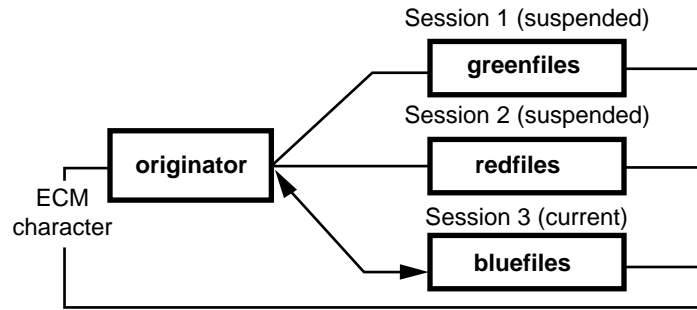 Session 1 (suspended)
greenfiles
Session 2 (suspended)
originator
redfiles
ECM
character
Session 3 (current)
bluefiles